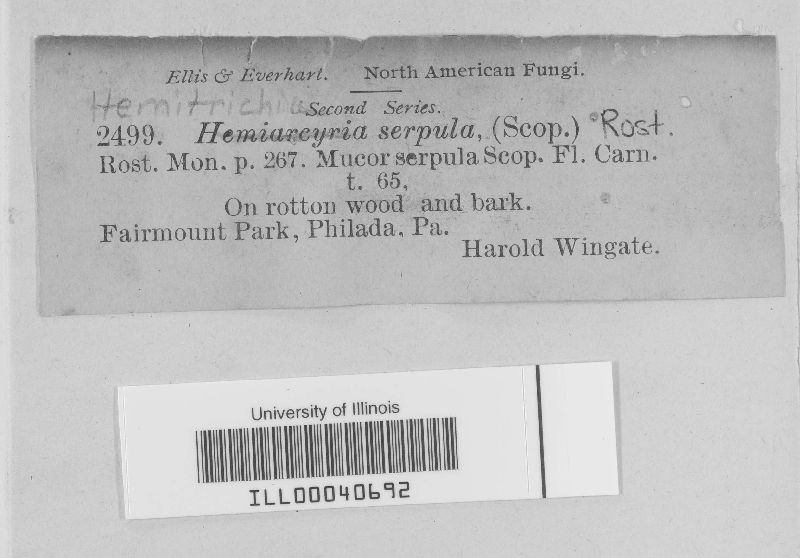 Ellis & Everhart. North American Fungi.
Hemitrichia Second Series.
2499. Hemiarcyria serpula, (Scop.) Rost.
Rost. Mon. p. 267. Mucor serpula Scop. Fl. Carn.
t. 65,
On rotton wood and bark.
Fairmount Park, Philada, Pa.
Harold Wingate.
University of Illinois
ILL00040692